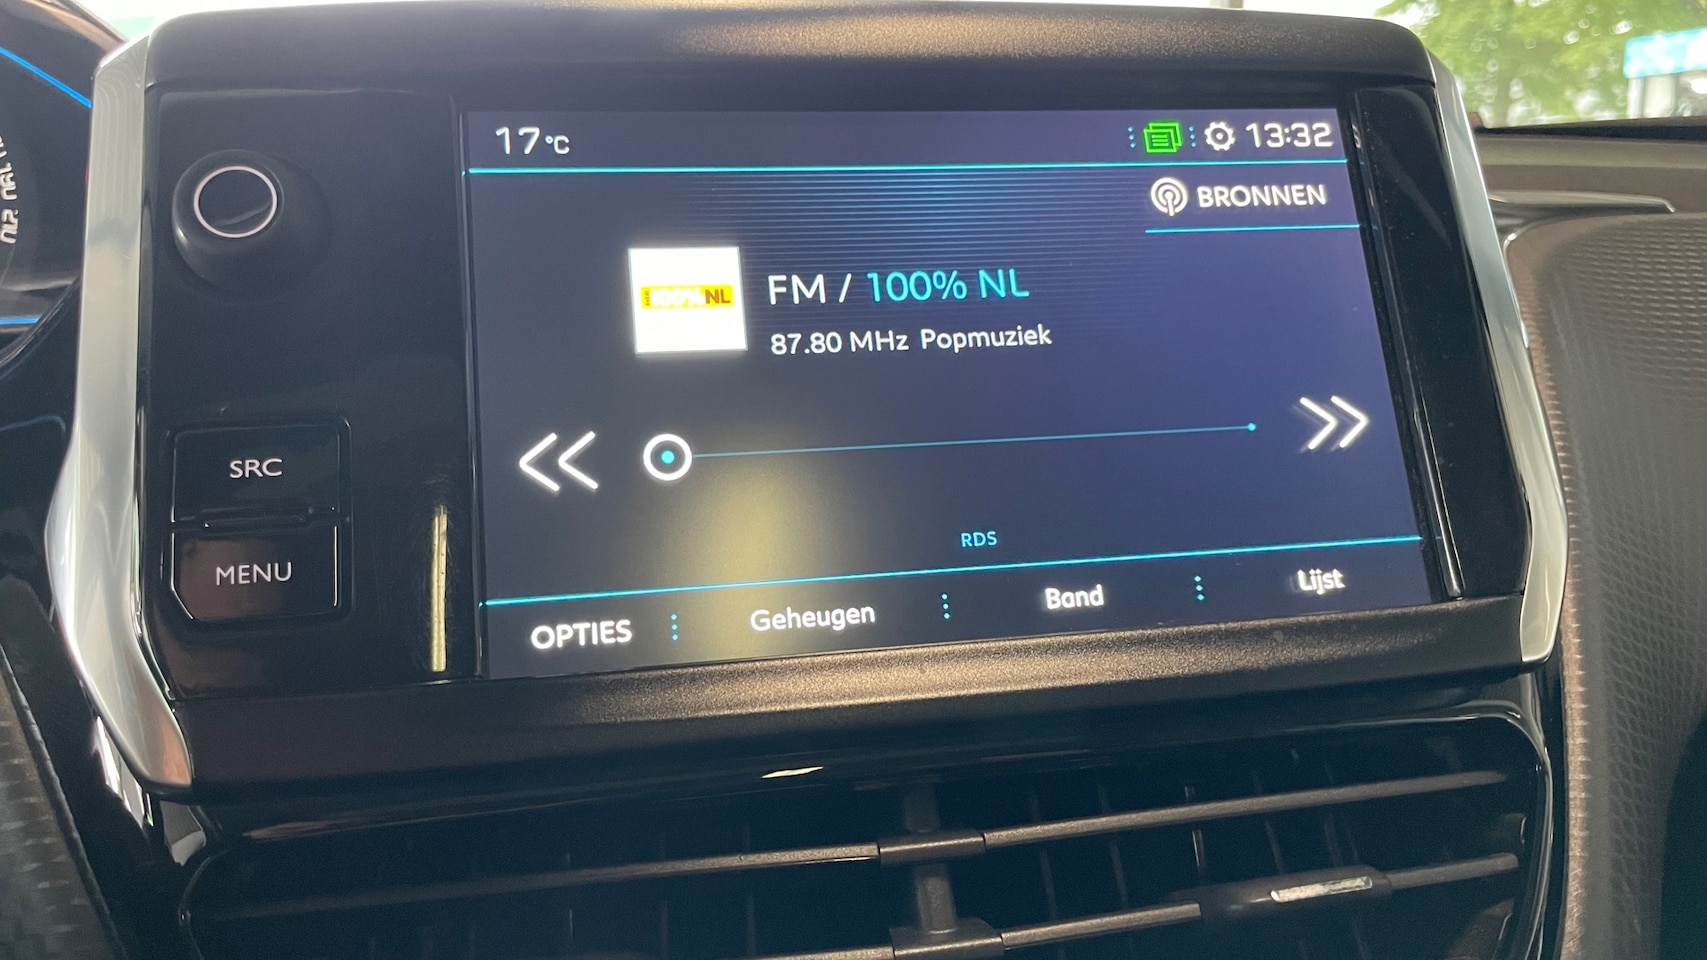 17°C
13:32
BRONNEN
100%NL
FM / 100% NL
87.80 MHz Popmuziek
SRC
RDS
MENU
OPTIES
Geheugen
Band
Lijst